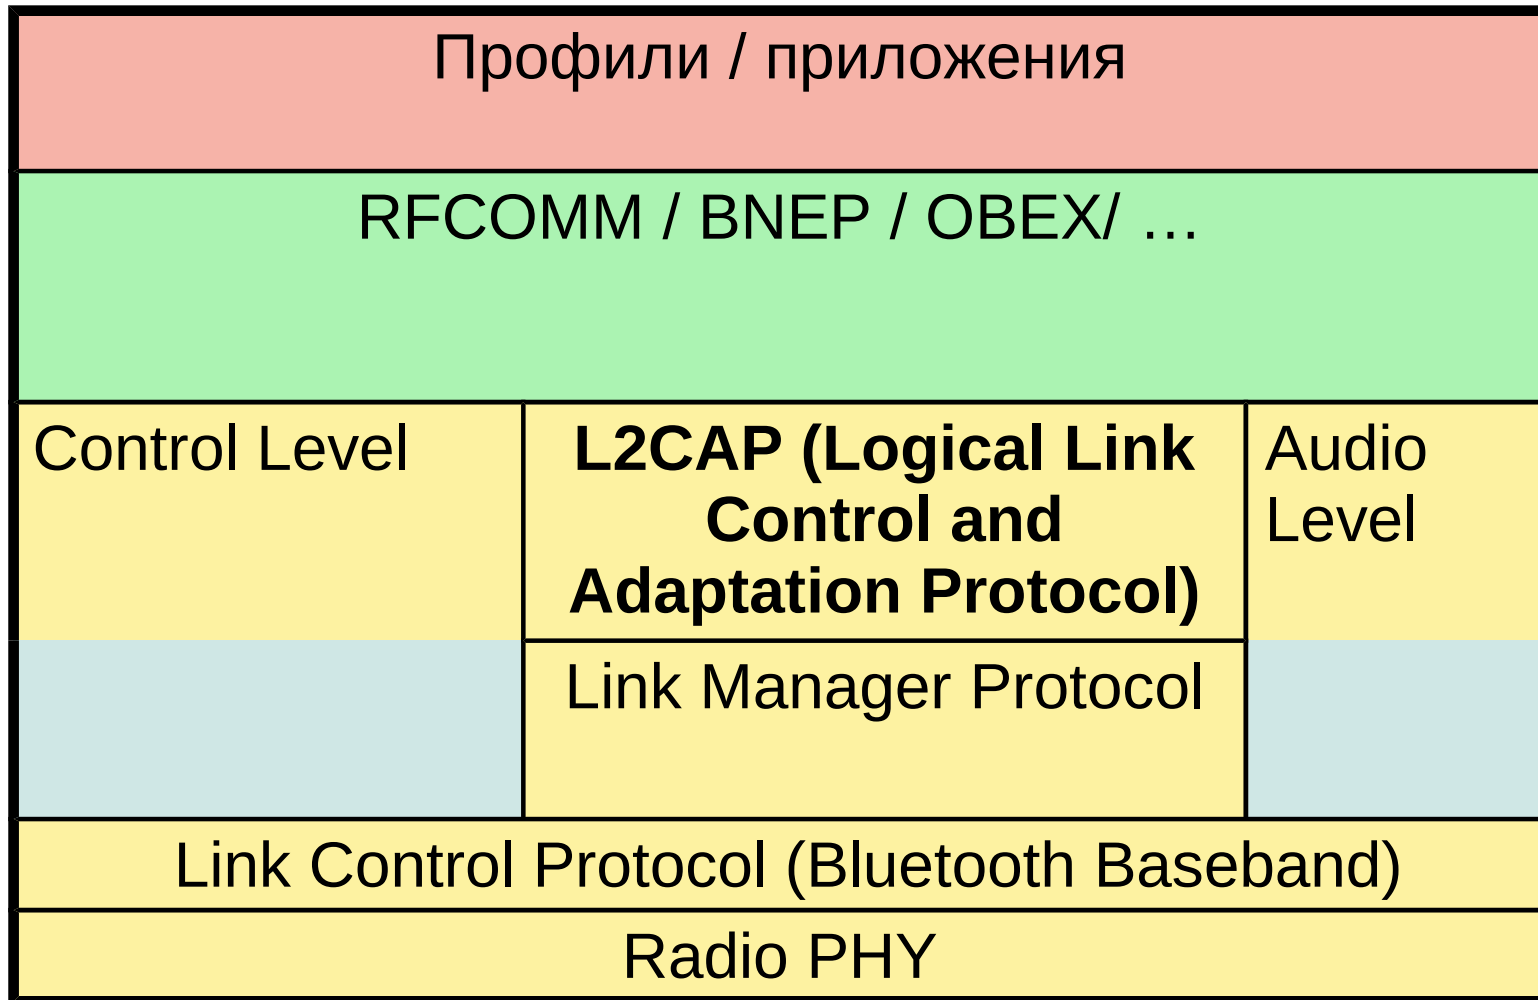 Профили / приложения
RFCOMM / BNEP / OBEX/ …
Control Level
L2CAP (Logical Link
Control and
Adaptation Protocol)
Audio
Level
Link Manager Protocol
Link Control Protocol (Bluetooth Baseband)
Radio PHY